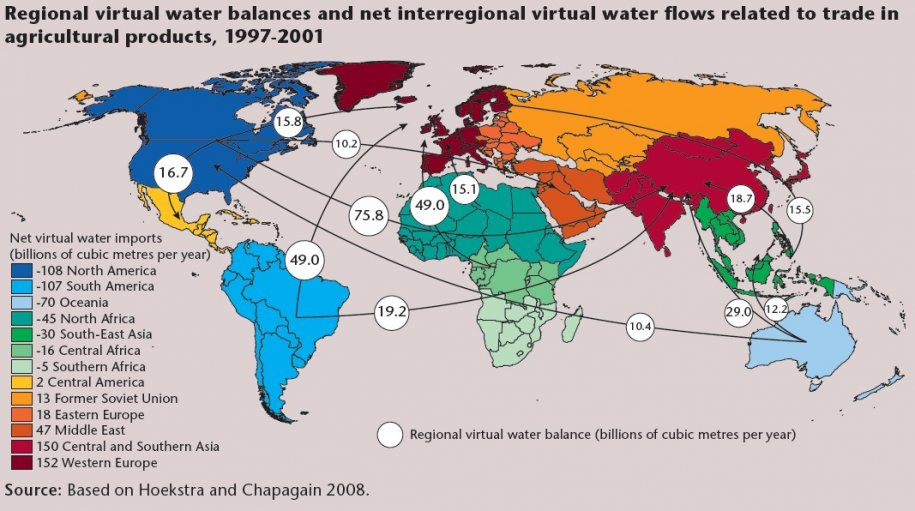 Regional virtual water balances and net interregional virtual water flows related to trade in
agricultural products, 1997-2001
15.8
10.2
16.7
15.1
49.0
75.8
18.7
15.5
49.0
19.2
29.0
12.2
10.4
Net virtual water imports
(billions of cubic metres per year)
-108 North America
-107 South America
-70 Oceania
-45 North Africa
-30 South-East Asia
-16 Central Africa
-5 Southern Africa
2 Central America
13 Former Soviet Union
18 Eastern Europe
47 Middle East
150 Central and Southern Asia
152 Western Europe
Regional virtual water balance (billions of cubic metres per year)
Source: Based on Hoekstra and Chapagain 2008.